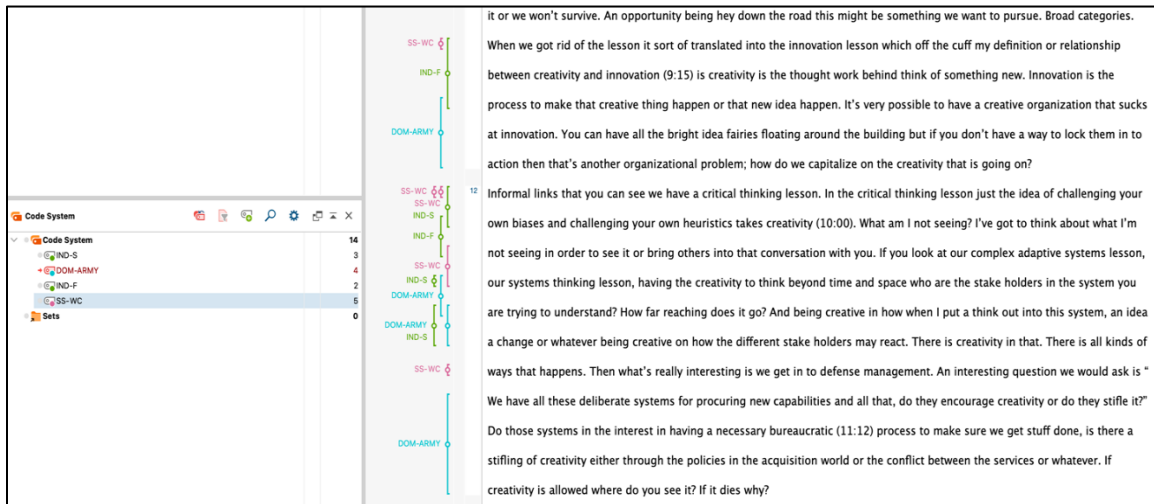 it or we won't survive. An opportunity being hey down the road this might be something we want to pursue. Broad categories.
SS-WC
When we got rid of the lesson it sort of translated into the innovation lesson which off the cuff my definition or relationship
IND-F
between creativity and innovation (9:15) is creativity is the thought work behind think of something new. Innovation is the
process to make that creative thing happen or that new idea happen. It's very possible to have a creative organization that sucks
DOM-ARMY
at innovation. You can have all the bright idea fairies floating around the building but if you don't have a way to lock them in to
action then that's another organizational problem; how do we capitalize on the creativity that is going on?
SS-WC
12
Informal links that you can see we have a critical thinking lesson. In the critical thinking lesson just the idea of challenging your
SS-WC
IND-S
own biases and challenging your own heuristics takes creativity (10:00). What am I not seeing? I've got to think about what I'm
IND-F
not seeing in order to see it or bring others into that conversation with you. If you look at our complex adaptive systems lesson,
SS-WC
IND-S
our systems thinking lesson, having the creativity to think beyond time and space who are the stake holders in the system you
DOM-ARMY
are trying to understand? How far reaching does it go? And being creative in how when I put a think out into this system, an idea
DOM-ARMY
IND-S
a change or whatever being creative on how the different stake holders may react. There is creativity in that. There is all kinds of
SS-WC
ways that happens. Then what's really interesting is we get in to defense management. An interesting question we would ask is “
We have all these deliberate systems for procuring new capabilities and all that, do they encourage creativity or do they stifle it?”
Do those systems in the interest in having a necessary bureaucratic (11:12) process to make sure we get stuff done, is there a
DOM-ARMY
stifling of creativity either through the policies in the acquisition world or the conflict between the services or whatever. If
creativity is allowed where do you see it? If it dies why?
Code System
Code System 14
IND-S 3
DOM-ARMY 4
IND-F 2
SS-WC 5
Sets 0